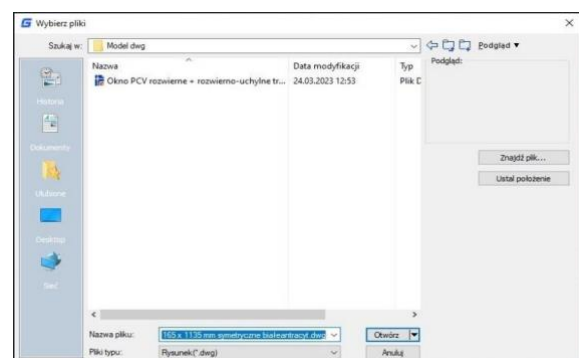 Wybierz pliki
Szukaj w: Model dwg Podgląd
Nazwa Data modyfikacji Typ
Okno PCV rozwierne + rozwierno-uchylne tr... 24.03.2023 12:53 Plik D
Podgląd:
Historia
Dokumenty
Ulubione
Desktop
Sieć
Znajdź plik...
Ustal położenie
Nazwa pliku: 165 x 1135 mm symetryczne białeantracyt.dwg Otwórz
Pliki typu: Rysunek(*.dwg) Anuluj